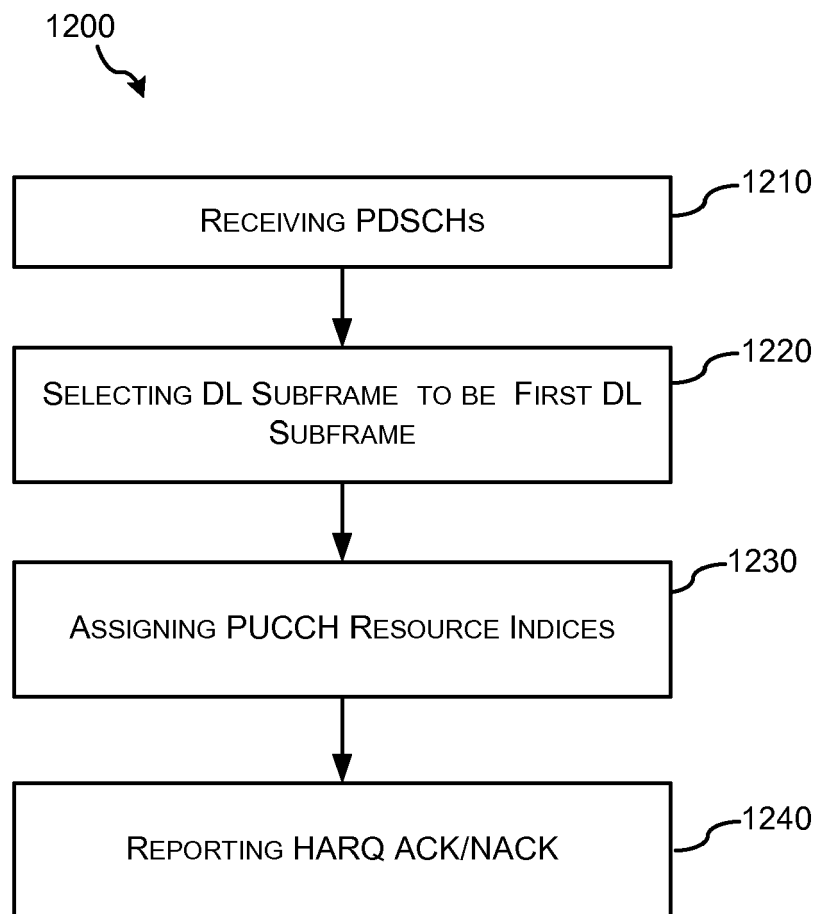 1200
1210
RECEIVING PDSCHS
1220
SELECTING DL SUBFRAME TO BE FIRST DL
SUBFRAME
1230
ASSIGNING PUCCH RESOURCE INDICES
1240
REPORTING HARQ ACK/NACK